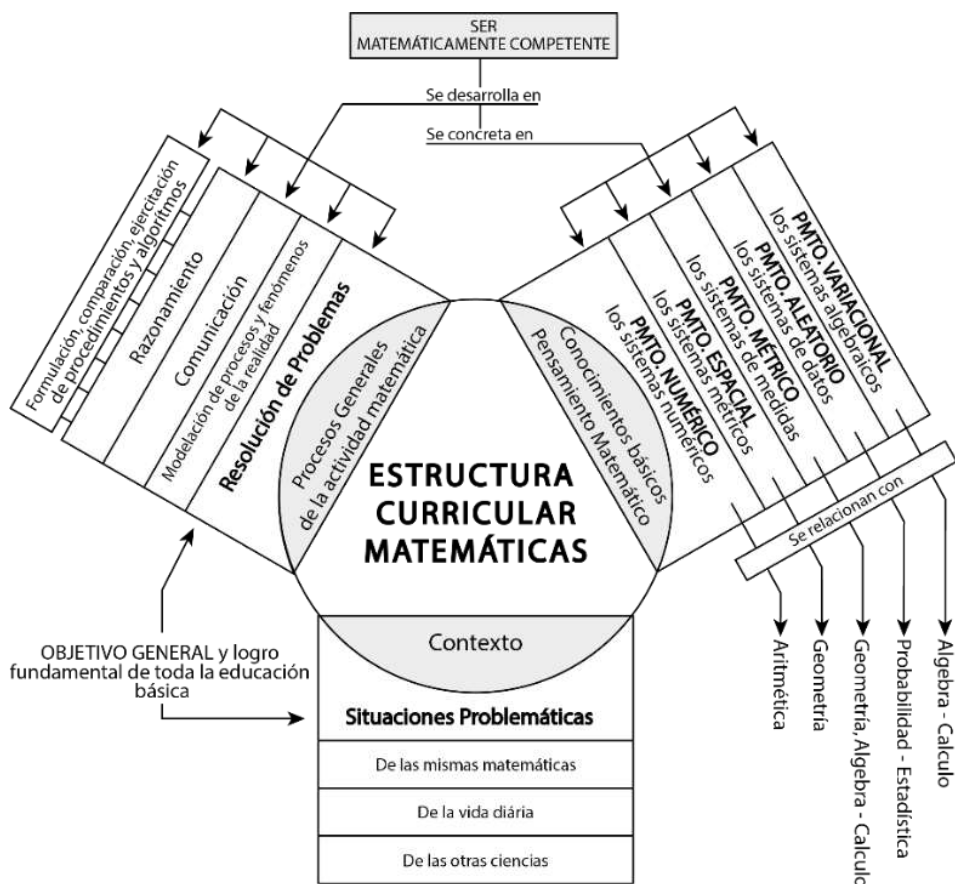 SER
MATEMÁTICAMENTE COMPETENTE
Se desarrolla en
Se concreta en
Formulación, comparación, ejercitación
de procedimientos y algorítmos
Razonamiento
Comunicación
Modelación de procesos y fenómenos
de la realidad
Resolución de Problemas
Procesos Generales
de la actividad matemática
PMTO. VARIACIONAL
los sistemas algebraicos
PMTO. ALEATORIO
los sistemas de datos
PMTO. MÉTRICO
los sistemas de medidas
PMTO. ESPACIAL
los sistemas métricos
PMTO. NUMÉRICO
los sistemas numéricos
Conocimientos básicos
Pensamiento Matemático
ESTRUCTURA
CURRICULAR
MATEMÁTICAS
Se relacionan con
Aritmética
Geometría
Geometría, Algebra - Calculo
Probabilidad - Estadística
Algebra - Calculo
OBJETIVO GENERAL y logro
fundamental de toda la educación
básica
Contexto
Situaciones Problemáticas
De las mismas matemáticas
De la vida diária
De las otras ciencias